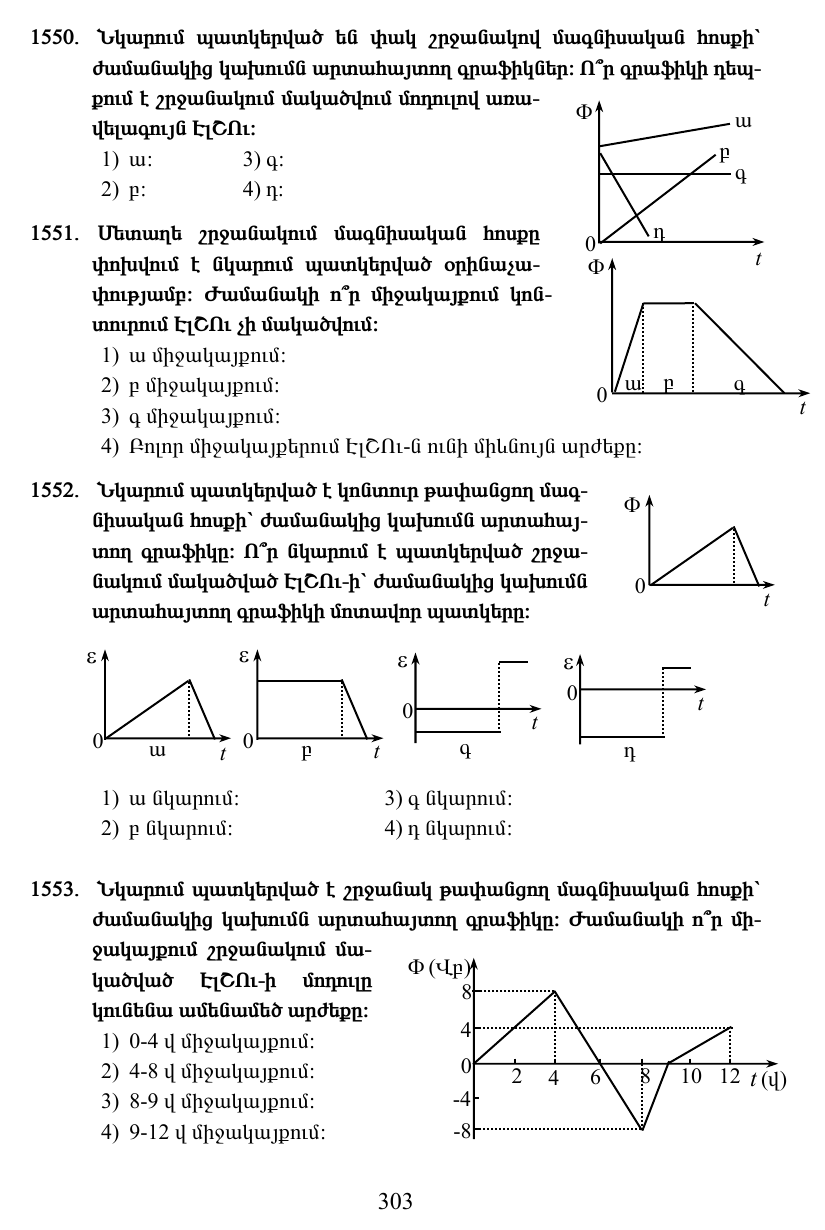 1550. Նկարում պատկերված են փակ շրջանակով մագնիսական հոսքի՝
ժամանակից կախումն արտահայտող գրաֆիկներ: Ո՞ր գրաֆիկի դեպ-
քում է շրջանակում մակածվում մոդուլով առա-
վելագույն ԷլՇՈւ:
1) ա: 3) գ:
2) բ: 4) դ:
Φ
ա
բ
գ
դ
0
t
1551. Մետաղե շրջանակում մագնիսական հոսքը
փոխվում է նկարում պատկերված օրինաչա-
փությամբ: Ժամանակի ո՞ր միջակայքում կոն-
տուրում ԷլՇՈւ չի մակածվում:
1) ա միջակայքում:
2) բ միջակայքում:
3) գ միջակայքում:
4) Բոլոր միջակայքերում ԷլՇՈւ-ն ունի միևնույն արժեքը:
Φ
0
ա բ գ
t
1552. Նկարում պատկերված է կոնտուր թափանցող մագ-
նիսական հոսքի՝ ժամանակից կախումն արտահայ-
տող գրաֆիկը: Ո՞ր նկարում է պատկերված շրջա-
նակում մակածված ԷլՇՈւ-ի՝ ժամանակից կախումն
արտահայտող գրաֆիկի մոտավոր պատկերը:
Φ
0
t
ε ε ε ε
0 0 0 0
t t t t
ա բ գ դ
1) ա նկարում: 3) գ նկարում:
2) բ նկարում: 4) դ նկարում:
1553. Նկարում պատկերված է շրջանակ թափանցող մագնիսական հոսքի՝
ժամանակից կախումն արտահայտող գրաֆիկը: Ժամանակի ո՞ր մի-
ջակայքում շրջանակում մա-
կածված ԷլՇՈւ-ի մոդուլը
կունենա ամենամեծ արժեքը:
1) 0-4 վ միջակայքում:
2) 4-8 վ միջակայքում:
3) 8-9 վ միջակայքում:
4) 9-12 վ միջակայքում:
Φ (Վբ)
8
4
0
-4
-8
2 4 6 8 10 12 t (վ)
303